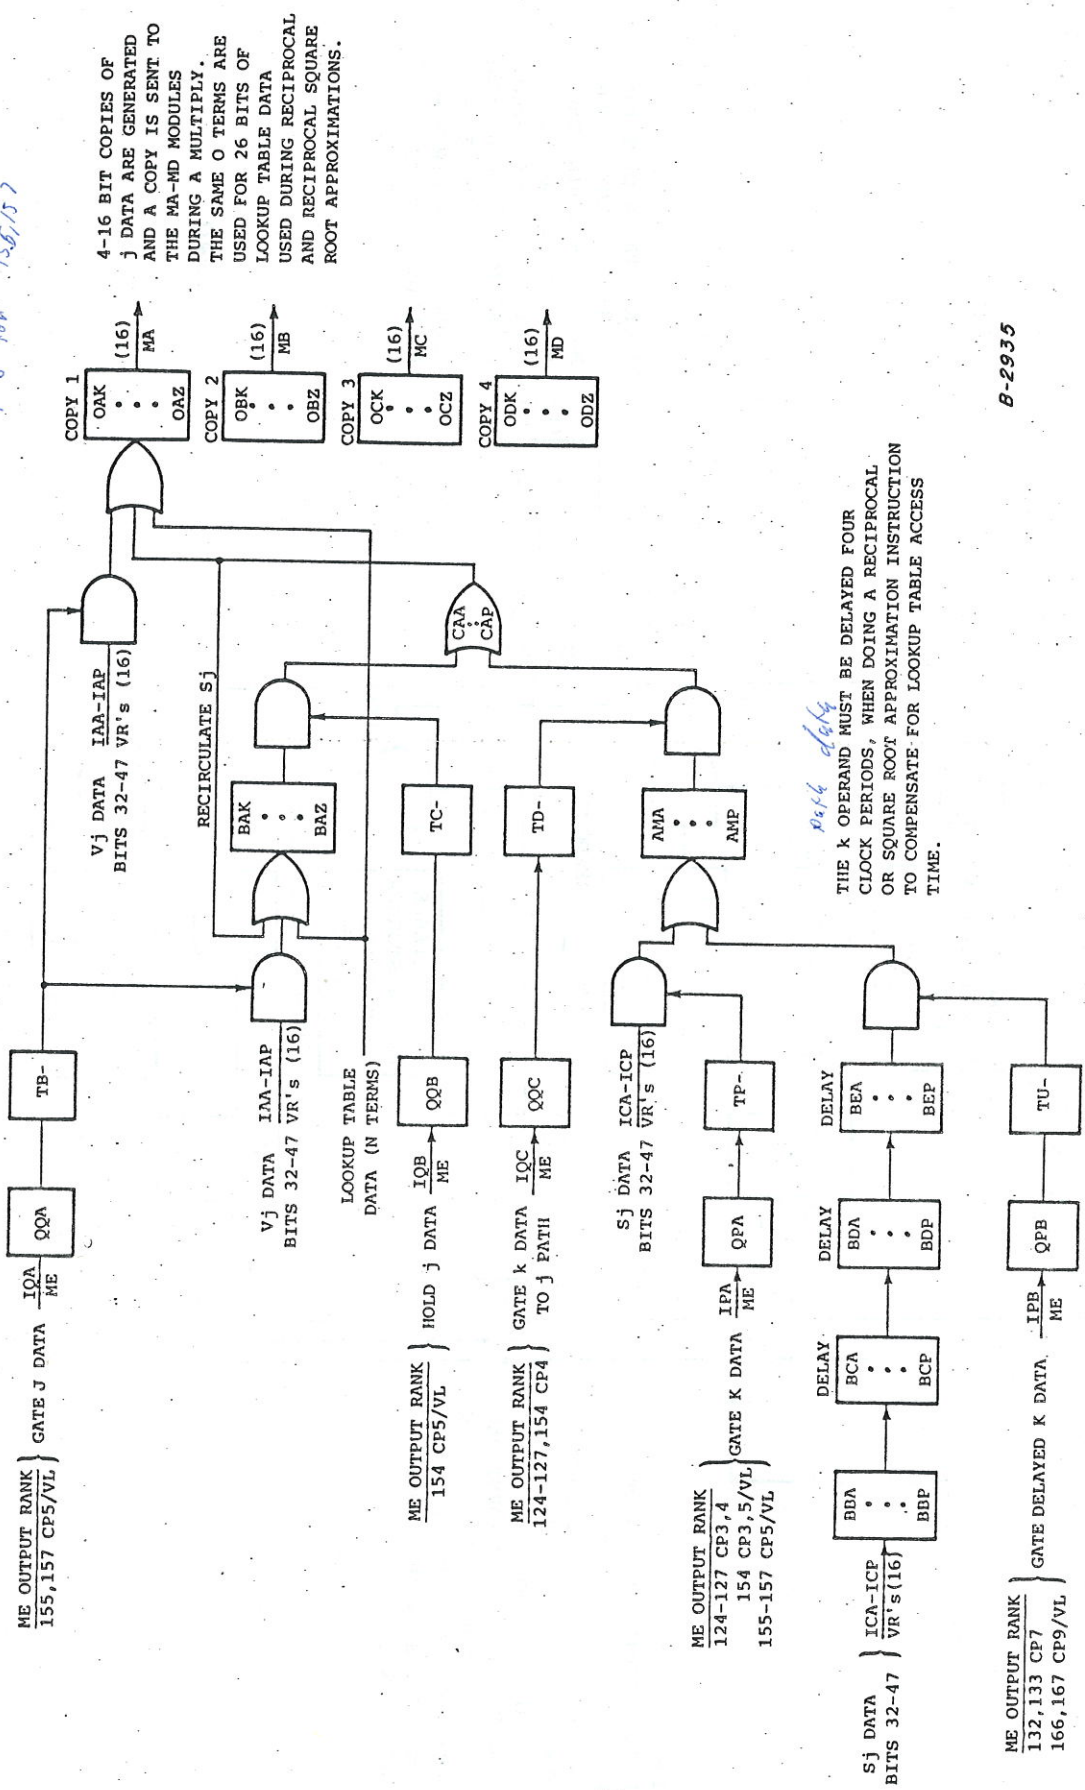 ME OUTPUT RANK
155,157 CP5/VL
GATE J DATA
IQA
ME
QQA
TB-
Vj DATA
BITS 32-47
IAA-IAP
VR's (16)
Vj DATA
BITS 32-47
IAA-IAP
VR's (16)
LOOKUP TABLE
DATA (N TERMS)
RECIRCULATE Sj
BAK
BAZ
COPY 1
OAK
OAZ
(16)
MA
COPY 2
OBK
OBZ
(16)
MB
COPY 3
OCK
OCZ
(16)
MC
COPY 4
ODK
ODZ
(16)
MD
4-16 BIT COPIES OF
j DATA ARE GENERATED
AND A COPY IS SENT TO
THE MA-MD MODULES
DURING A MULTIPLY.
THE SAME O TERMS ARE
USED FOR 26 BITS OF
LOOKUP TABLE DATA
USED DURING RECIPROCAL
AND RECIPROCAL SQUARE
ROOT APPROXIMATIONS.
ME OUTPUT RANK
154 CP5/VL
HOLD j DATA
IQB
ME
QQB
TC-
CAA
CAP
ME OUTPUT RANK
124-127,154 CP4
GATE k DATA
TO j PATH
IQC
ME
QQC
TD-
Sj DATA
BITS 32-47
ICA-ICP
VR's (16)
AMA
AMP
ME OUTPUT RANK
124-127 CP3,4
154 CP3,5/VL
155-157 CP5/VL
GATE K DATA
IPA
ME
QPA
TP-
Sj DATA
BITS 32-47
ICA-ICP
VR's(16)
BBA
BBP
DELAY
BCA
BCP
DELAY
BDA
BDP
DELAY
BEA
BEP
data
THE k OPERAND MUST BE DELAYED FOUR
CLOCK PERIODS, WHEN DOING A RECIPROCAL
OR SQUARE ROOT APPROXIMATION INSTRUCTION
TO COMPENSATE FOR LOOKUP TABLE ACCESS
TIME.
ME OUTPUT RANK
132,133 CP7
166,167 CP9/VL
GATE DELAYED K DATA
IPB
ME
QPB
TU-
B-2935